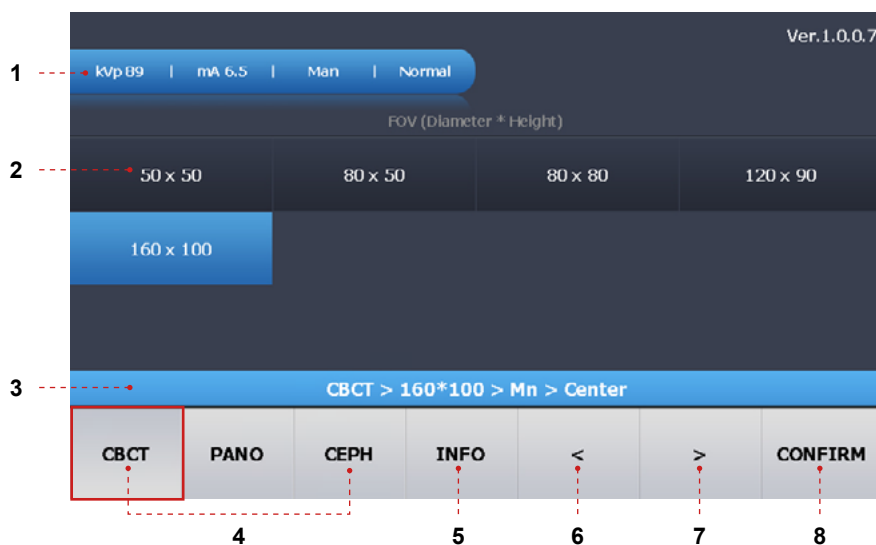 Ver.1.0.0.7
1
kVp 89 | mA 6.5 | Man | Normal
FOV (Diameter * Height)
2
50 x 50 80 x 50 80 x 80 120 x 90
160 x 100
3
CBCT > 160*100 > Mn > Center
CBCT PANO CEPH INFO < > CONFIRM
4 5 6 7 8